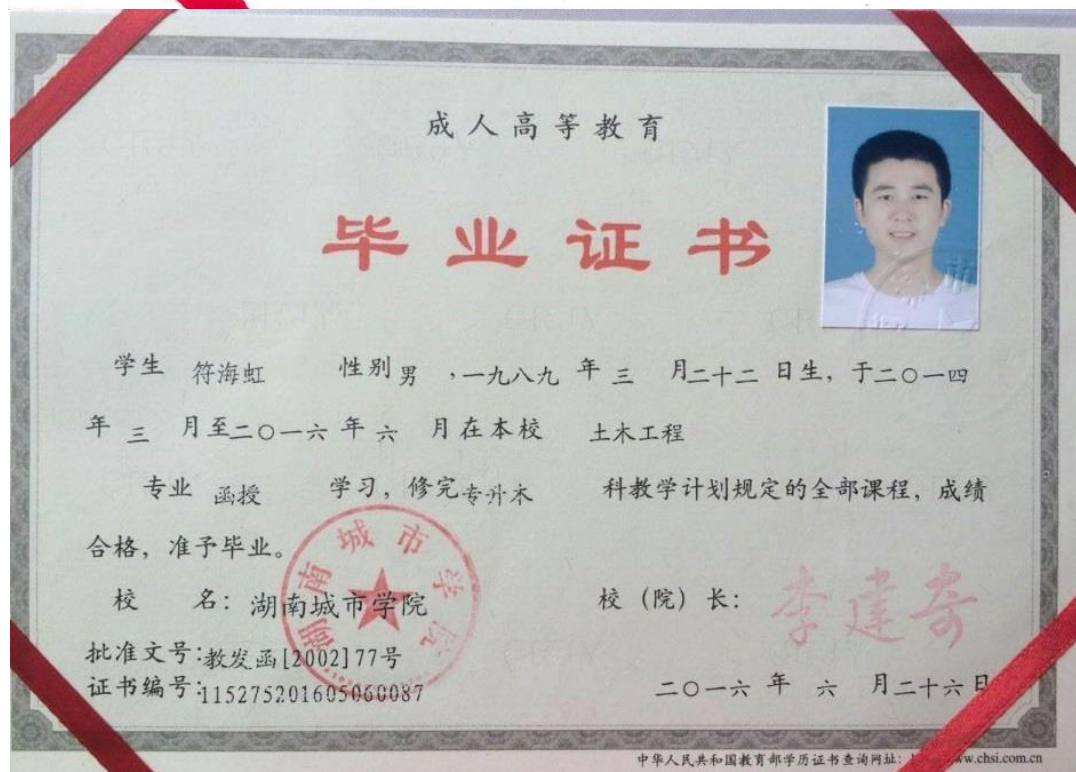 成人高等教育
毕业证书
学生 符海虹 性别 男 ,一九八九 年 三 月二十二 日生, 于二〇一四
年 三 月至二〇一六 年 六 月在本校 土木工程
专业 函授 学习, 修完专升本 科教学计划规定的全部课程, 成绩
合格, 准予毕业。
湖南城市学院
校 名: 湖南城市学院 校 (院) 长: 李建奇
批准文号:教发函[2002]77号
证书编号:115275201605060087 二〇一六 年 六 月二十六日
中华人民共和国教育部学历证书查询网址: www.chsi.com.cn